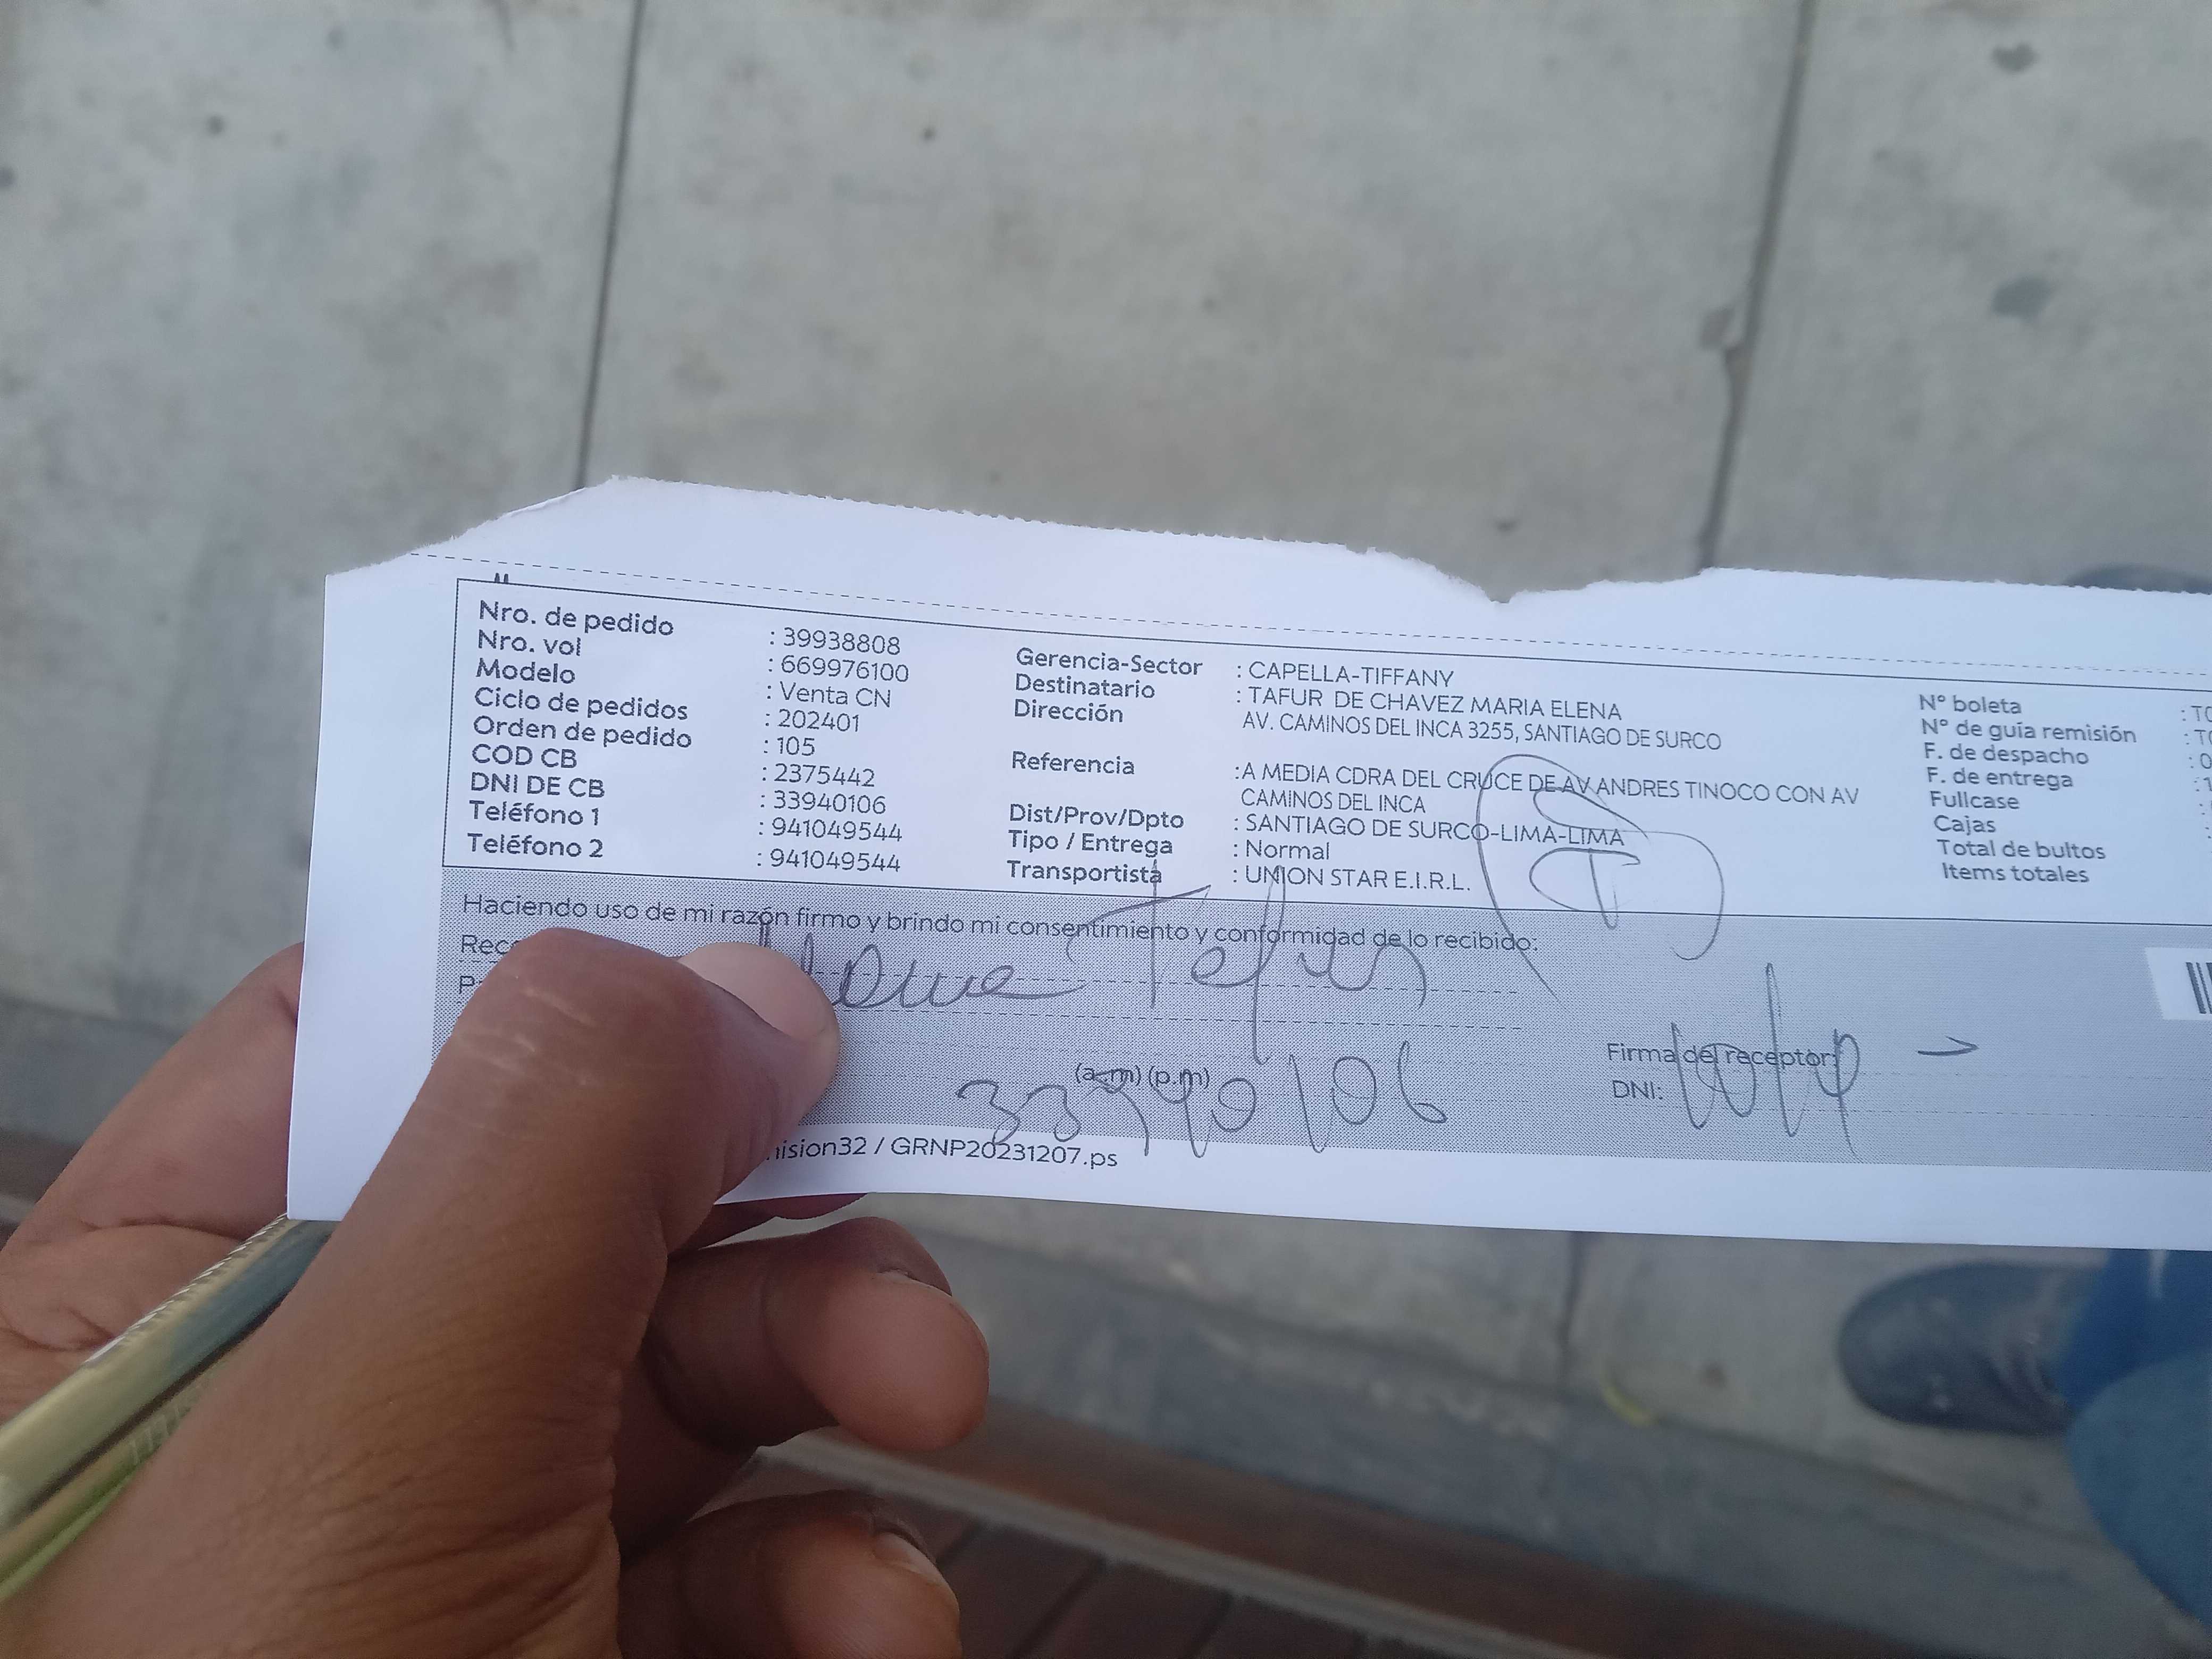 Nro. de pedido : 39938808
Nro. vol : 669976100
Modelo : Venta CN
Ciclo de pedidos : 202401
Orden de pedido : 105
COD CB : 2375442
DNI DE CB : 33940106
Teléfono 1 : 941049544
Teléfono 2 : 941049544
Gerencia-Sector : CAPELLA-TIFFANY
Destinatario : TAFUR DE CHAVEZ MARIA ELENA
Dirección AV. CAMINOS DEL INCA 3255, SANTIAGO DE SURCO
Referencia :A MEDIA CDRA DEL CRUCE DE AV ANDRES TINOCO CON AV
CAMINOS DEL INCA
Dist/Prov/Dpto : SANTIAGO DE SURCO-LIMA-LIMA
Tipo / Entrega : Normal
Transportista : UNION STAR E.I.R.L.
N° boleta
N° de guía remisión
F. de despacho
F. de entrega
Fullcase
Cajas
Total de bultos
Items totales
Haciendo uso de mi razón firmo y brindo mi consentimiento y conformidad de lo recibido:
Tafur
(a.m) (p.m)
33940106
Firma del receptor:
DNI:
/ GRNP20231207.ps